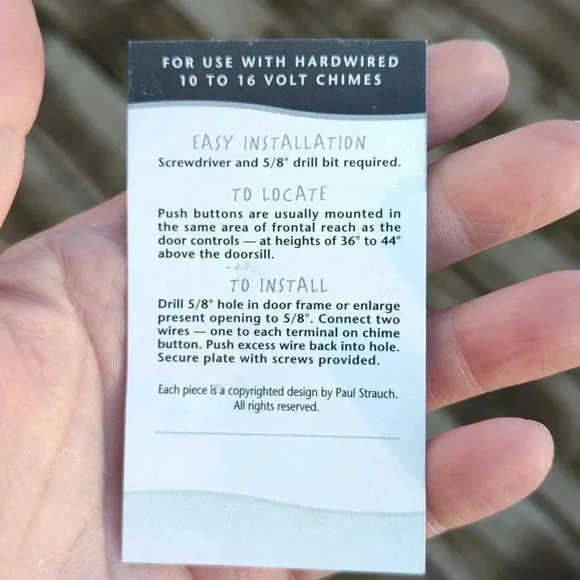 FOR USE WITH HARDWIRED
10 TO 16 VOLT CHIMES
EASY INSTALLATION
Screwdriver and 5/8" drill bit required.
TO LOCATE
Push buttons are usually mounted in
the same area of frontal reach as the
door controls — at heights of 36" to 44"
above the doorsill.
TO INSTALL
Drill 5/8" hole in door frame or enlarge
present opening to 5/8". Connect two
wires — one to each terminal on chime
button. Push excess wire back into hole.
Secure plate with screws provided.
Each piece is a copyrighted design by Paul Strauch.
All rights reserved.